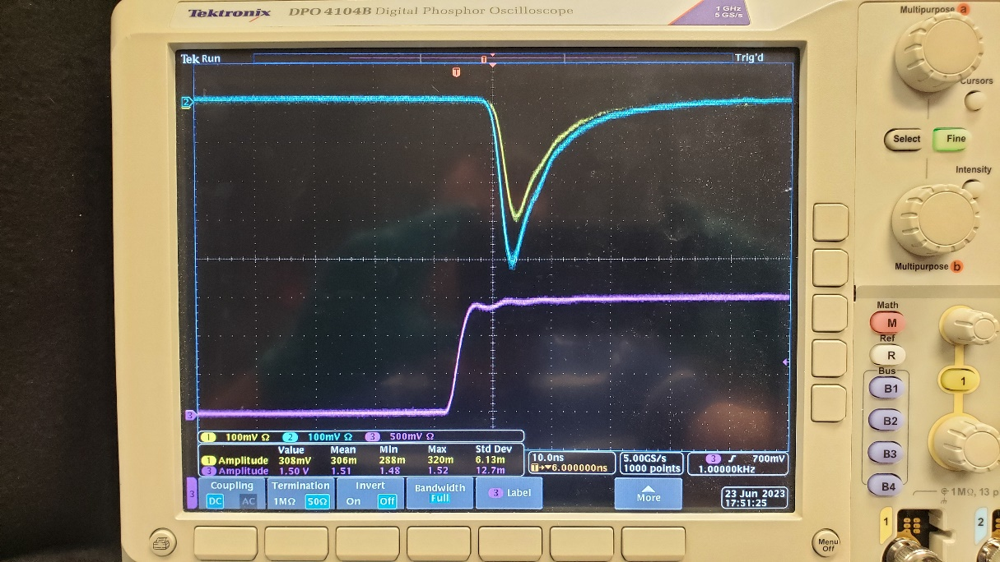 Tektronix DPO 4104B Digital Phosphor Oscilloscope
1 GHz
5 GS/s
Multipurpose a
Tek Run
Trig'd
T
T
Cursors
2
Select Fine
Intensity
Multipurpose b
Math
M
Ref
R
Bus
B1
1
B2
B3
B4
3
1 100mV Ω 2 100mV Ω 3 500mV Ω
Value Mean Min Max Std Dev
1 Amplitude 308mV 306m 288m 320m 6.13m
3 Amplitude 1.50 V 1.51 1.48 1.52 12.7m
10.0ns
T→▼6.000000ns
5.00GS/s
1000 points
3 ∫ 700mV
1.00000kHz
3
Coupling
DC AC
Termination
1MΩ 50Ω
Invert
On Off
Bandwidth
Full
3 Label
More
23 Jun 2023
17:51:25
1MΩ, 13 p
1
2
Menu
Off